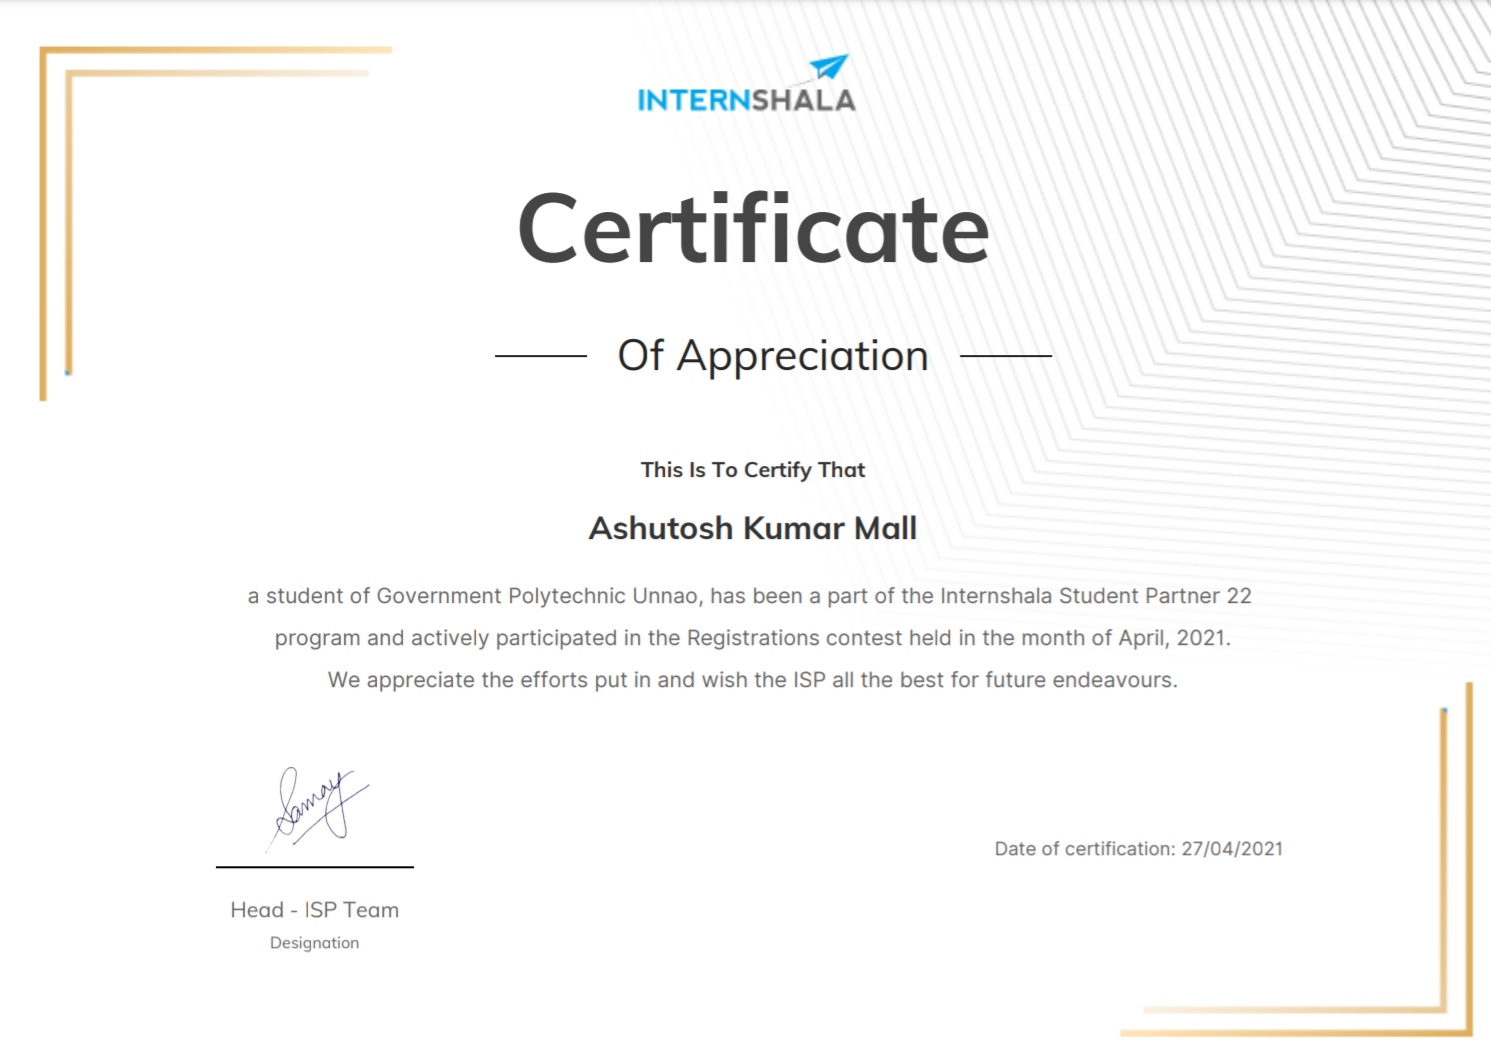 INTERNSHALA
Certificate
Of Appreciation
This Is To Certify That
Ashutosh Kumar Mall
a student of Government Polytechnic Unnao, has been a part of the Internshala Student Partner 22
program and actively participated in the Registrations contest held in the month of April, 2021.
We appreciate the efforts put in and wish the ISP all the best for future endeavours.
Samay
Date of certification: 27/04/2021
Head - ISP Team
Designation